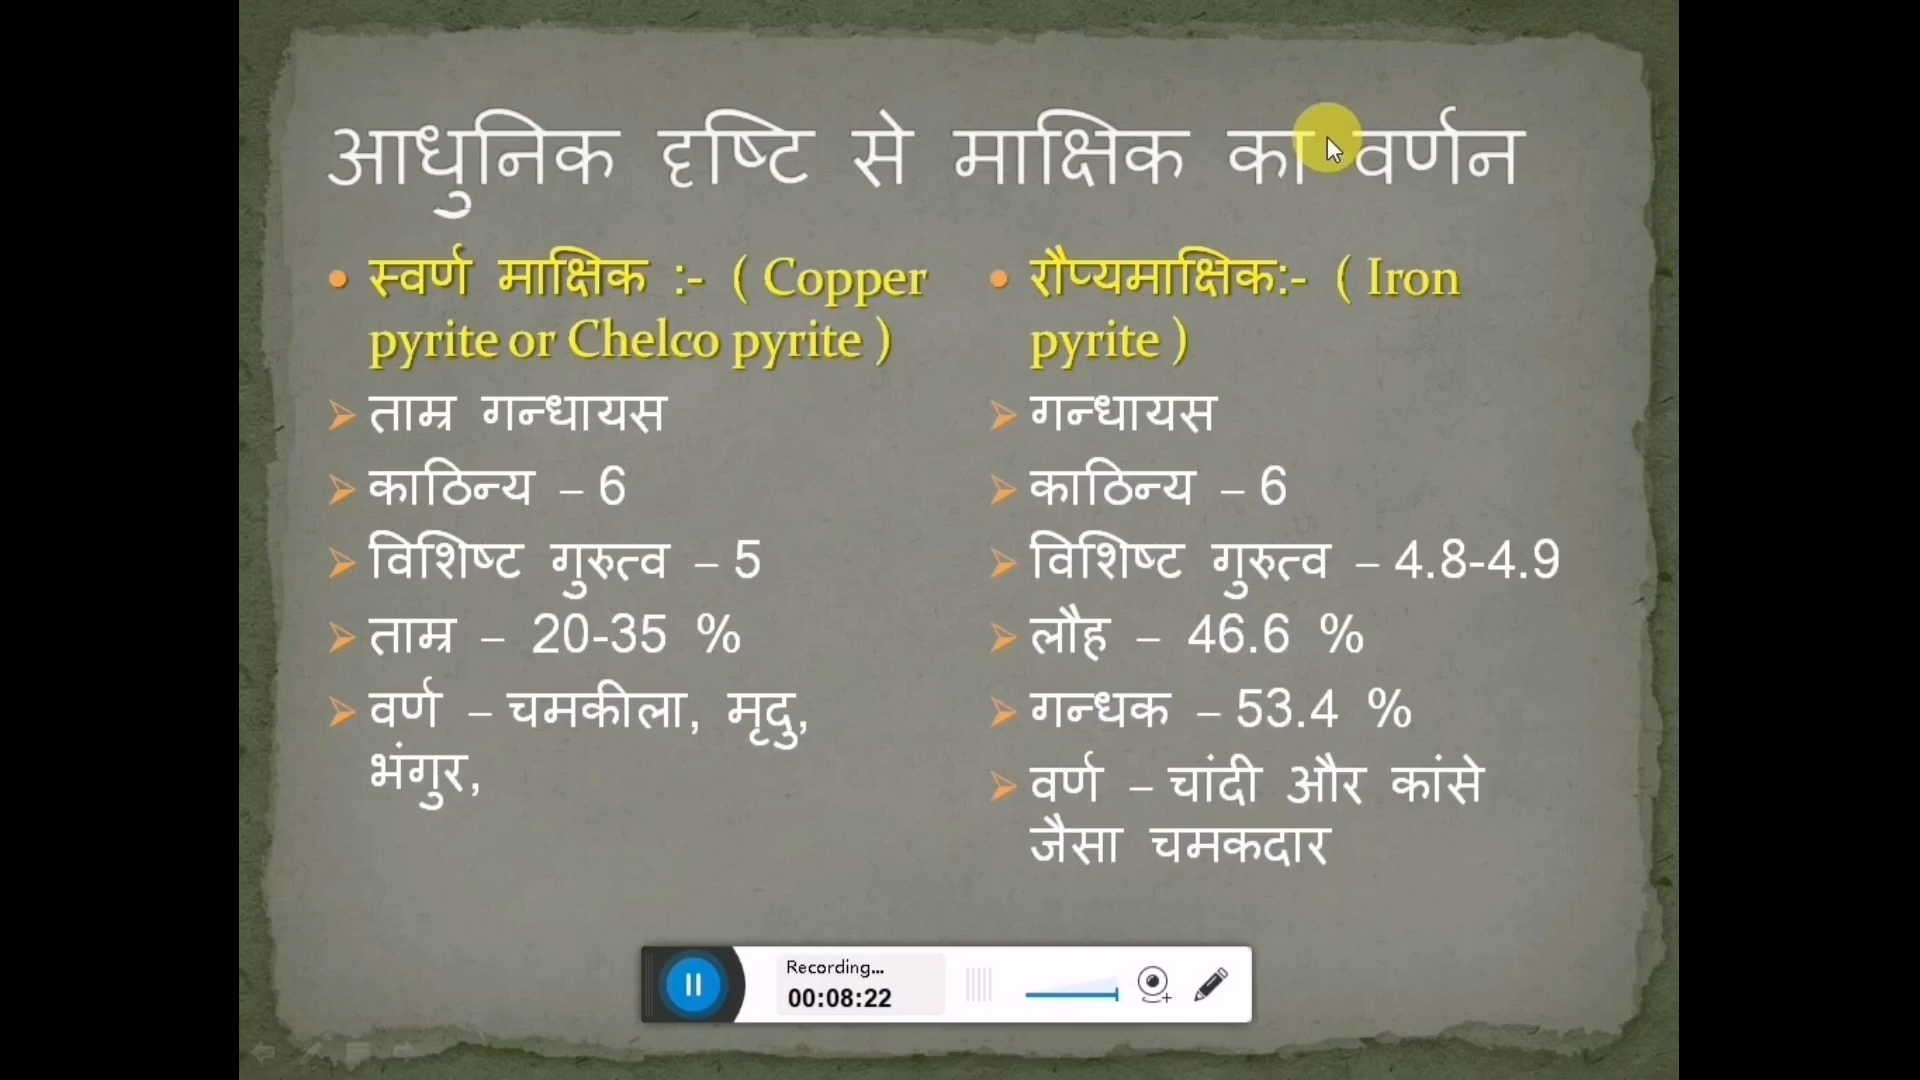 आधुनिक दृष्टि से माक्षिक का वर्णन
स्वर्ण माक्षिक :- ( Copper
pyrite or Chelco pyrite )
ताम्र गन्धायस
काठिन्य – 6
विशिष्ट गुरुत्व – 5
ताम्र – 20-35 %
वर्ण – चमकीला, मृदु,
भंगुर,
रौप्यमाक्षिक:- ( Iron
pyrite )
गन्धायस
काठिन्य – 6
विशिष्ट गुरुत्व – 4.8-4.9
लौह – 46.6 %
गन्धक – 53.4 %
वर्ण – चांदी और कांसे
जैसा चमकदार
Recording...
00:08:22